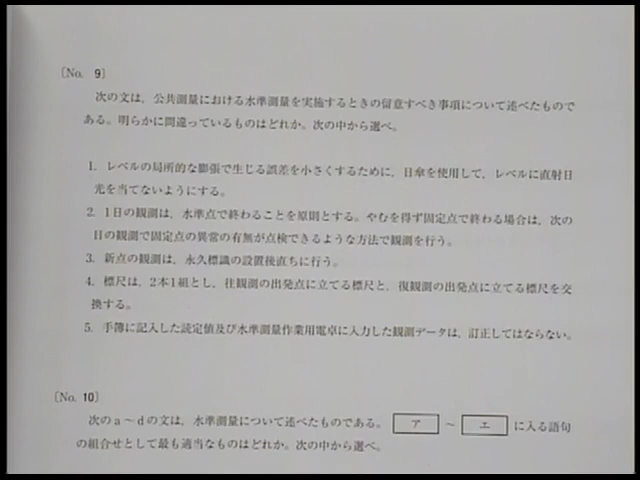 〔No. 9〕
次の文は，公共測量における水準測量を実施するときの留意すべき事項について述べたもので
ある。明らかに間違っているものはどれか。次の中から選べ。
1. レベルの局所的な膨張で生じる誤差を小さくするために，日傘を使用して，レベルに直射日
光を当てないようにする。
2. 1日の観測は，水準点で終わることを原則とする。やむを得ず固定点で終わる場合は，次の
日の観測で固定点の異常の有無が点検できるような方法で観測を行う。
3. 新点の観測は，永久標識の設置後直ちに行う。
4. 標尺は，2本1組とし，往観測の出発点に立てる標尺と，復観測の出発点に立てる標尺を交
換する。
5. 手簿に記入した読定値及び水準測量作業用電卓に入力した観測データは，訂正してはならない。
〔No. 10〕
次のa～dの文は，水準測量について述べたものである。 ア ～ エ に入る語句
の組合せとして最も適当なものはどれか。次の中から選べ。